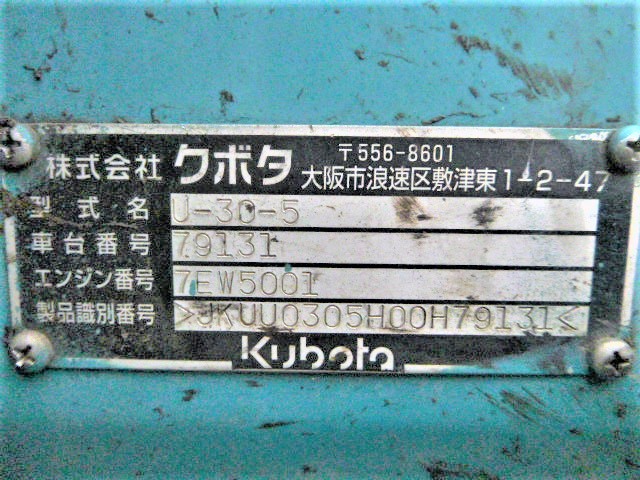 株式会社 クボタ 〒556-8601
大阪市浪速区敷津東1-2-47
型式名 U-30-5
車台番号 79131
エンジン番号 7EW5001
製品識別番号 >JKUU0305H00H79131<
Kubota